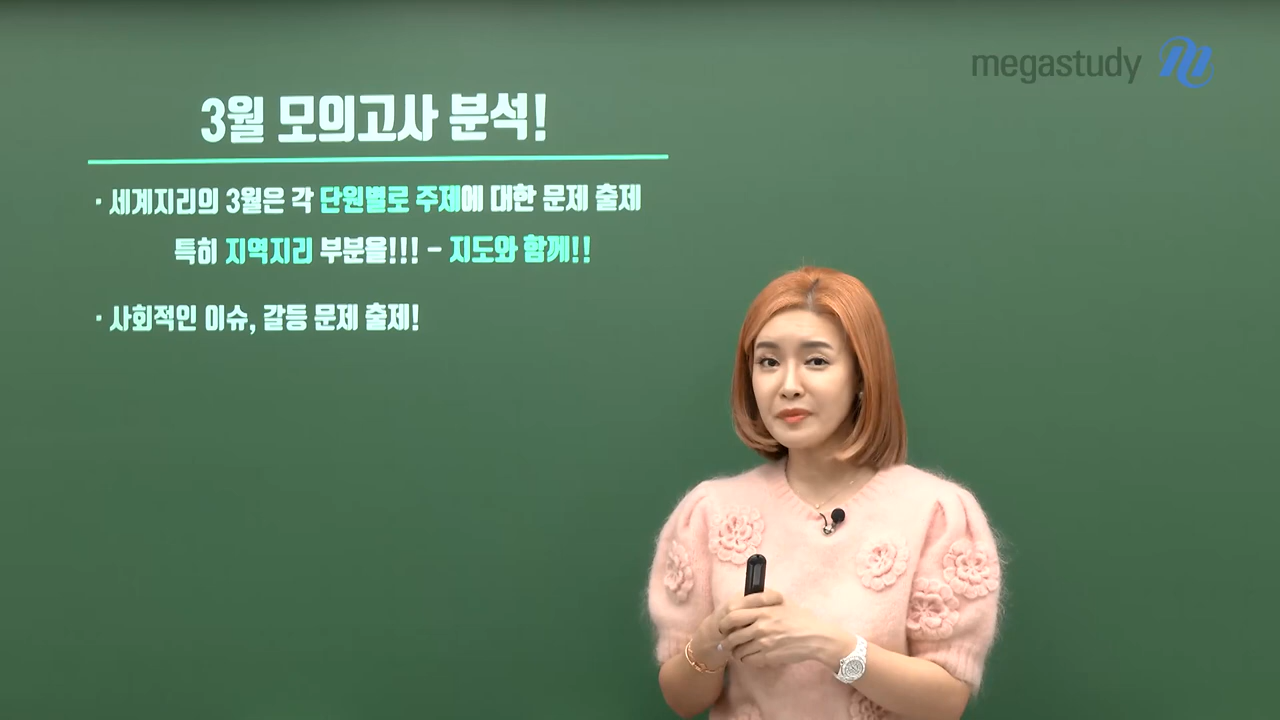 megastudy
3월 모의고사 분석!
· 세계지리의 3월은 각 단원별로 주제에 대한 문제 출제
특히 지역지리 부분을!!! - 지도와 함께!!
· 사회적인 이슈, 갈등 문제 출제!